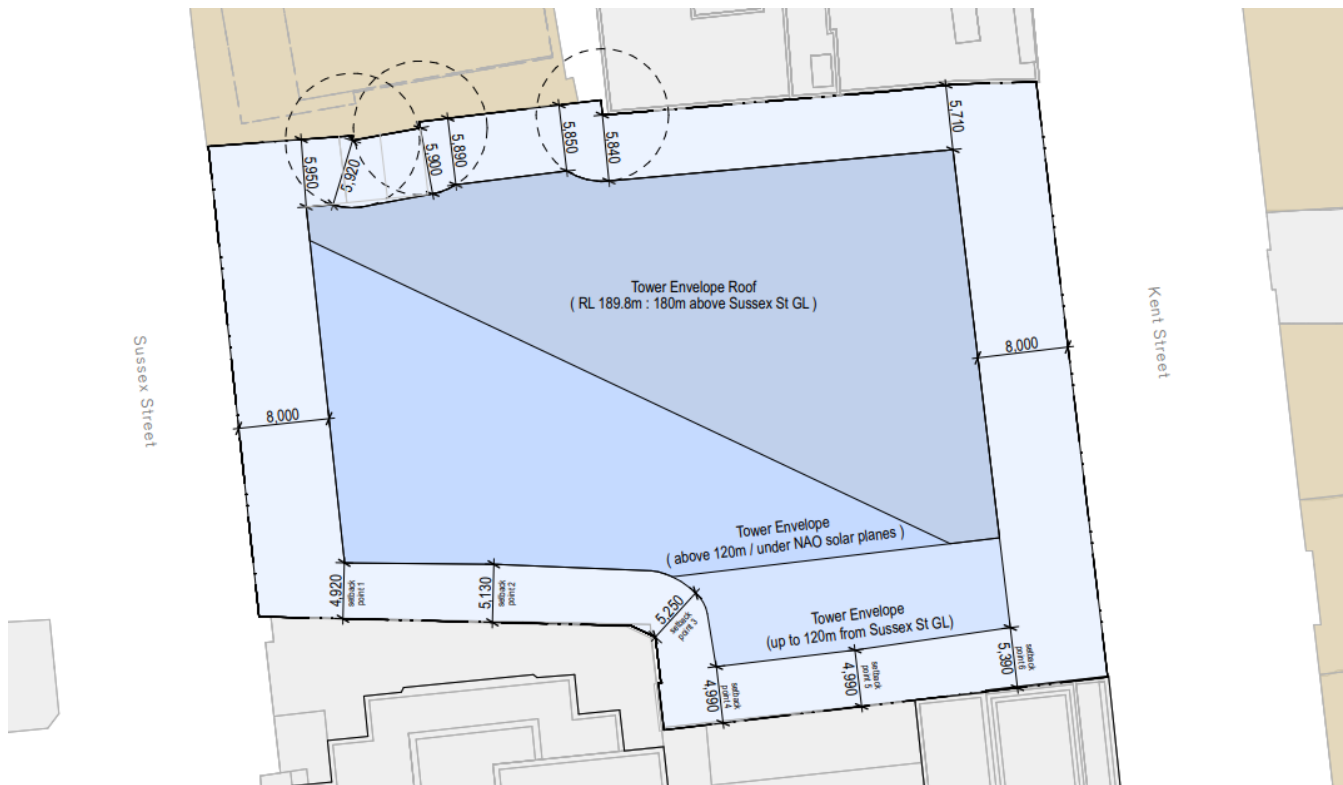 5,950
5,920
5,900
5,890
5,850
5,840
5,710
Tower Envelope Roof
( RL 189.8m : 180m above Sussex St GL )
Sussex Street
Kent Street
8,000
8,000
Tower Envelope
( above 120m / under NAO solar planes )
4,920
setback
point 1
5,130
setback
point 2
5,250
setback
point 3
Tower Envelope
(up to 120m from Sussex St GL)
4,990
setback
point 4
4,990
setback
point 5
5,390
setback
point 6